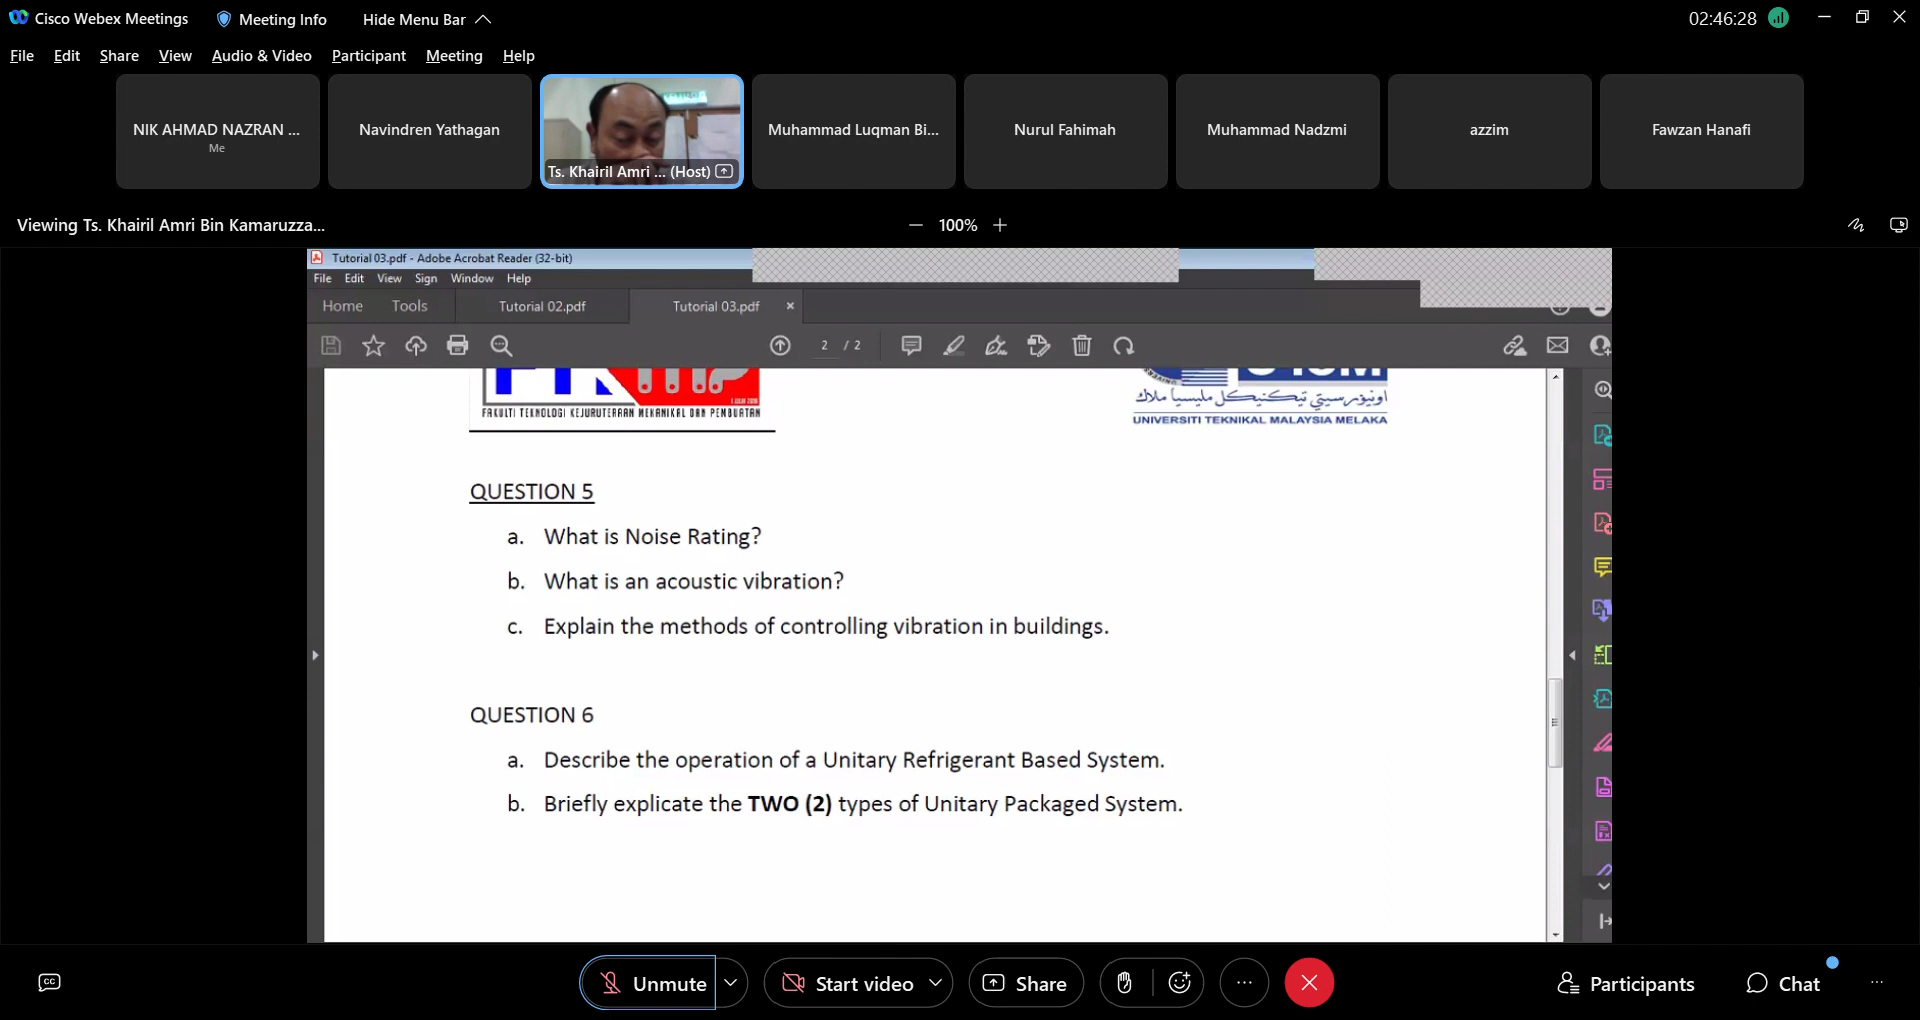 Cisco Webex Meetings Meeting Info Hide Menu Bar 02:46:28
File Edit Share View Audio & Video Participant Meeting Help
NIK AHMAD NAZRAN ...
Me
Navindren Yathagan
Ts. Khairil Amri ... (Host)
Muhammad Luqman Bi...
Nurul Fahimah
Muhammad Nadzmi
azzim
Fawzan Hanafi
Viewing Ts. Khairil Amri Bin Kamaruzza... 100%
Tutorial 03.pdf - Adobe Acrobat Reader (32-bit)
File Edit View Sign Window Help
Home Tools Tutorial 02.pdf Tutorial 03.pdf ×
2 / 2
FAKULTI TEKNOLOGI KEJURUTERAAN MEKANIKAL DAN PEMBUATAN
اونيۏرسيتي تيكنيكل مليسيا ملاك
UNIVERSITI TEKNIKAL MALAYSIA MELAKA
QUESTION 5
a. What is Noise Rating?
b. What is an acoustic vibration?
c. Explain the methods of controlling vibration in buildings.
QUESTION 6
a. Describe the operation of a Unitary Refrigerant Based System.
b. Briefly explicate the TWO (2) types of Unitary Packaged System.
CC Unmute Start video Share ... Participants Chat ...